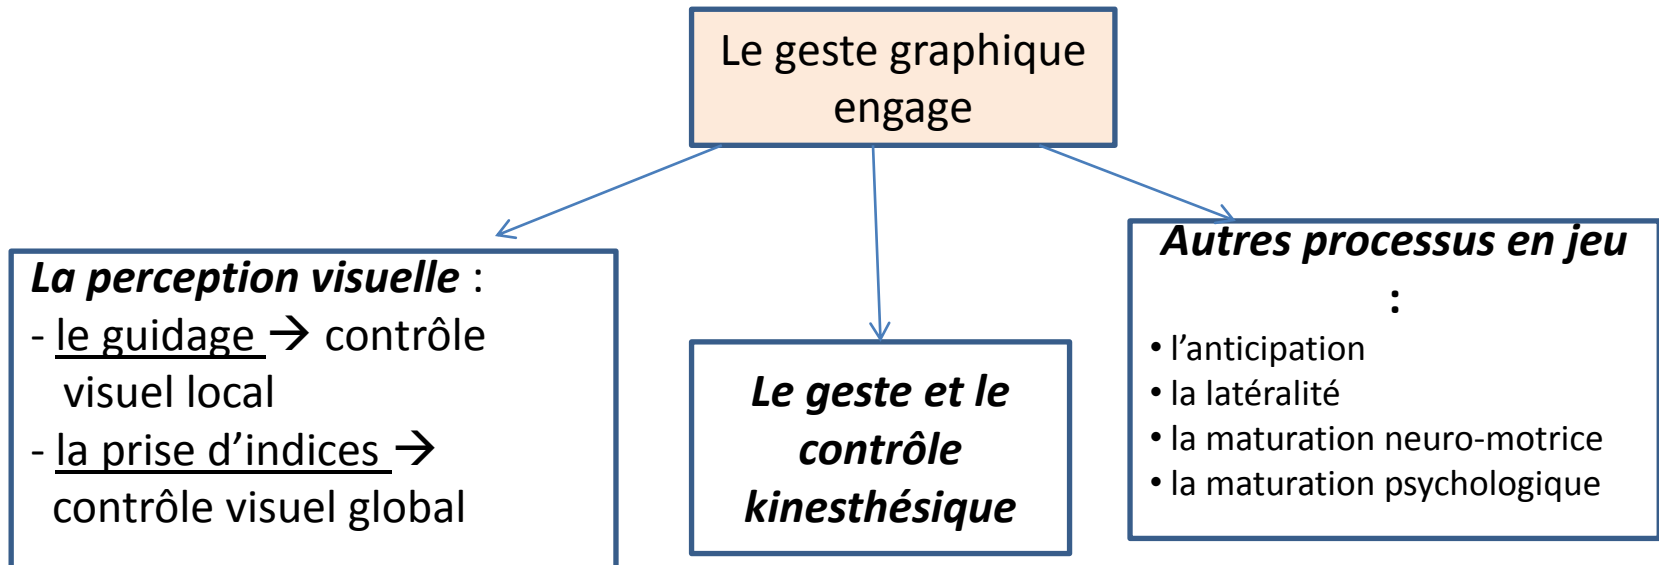 Le geste graphique
engage
La perception visuelle :
- le guidage → contrôle
visuel local
- la prise d’indices →
contrôle visuel global
Le geste et le
contrôle
kinesthésique
Autres processus en jeu
:
• l’anticipation
• la latéralité
• la maturation neuro-motrice
• la maturation psychologique